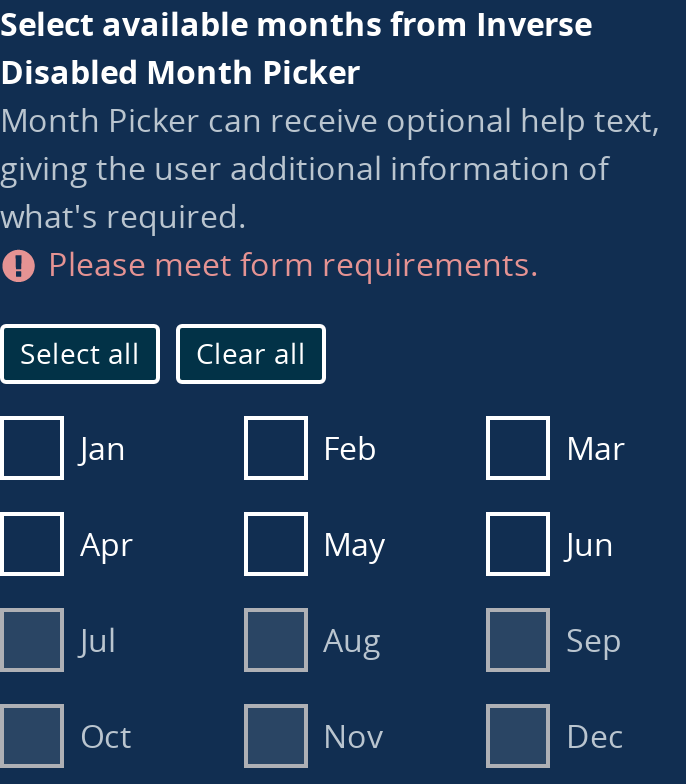 Select available months from Inverse
Disabled Month Picker
Month Picker can receive optional help text,
giving the user additional information of
what's required.
Please meet form requirements.
Select all Clear all
Jan Feb Mar
Apr May Jun
Jul Aug Sep
Oct Nov Dec